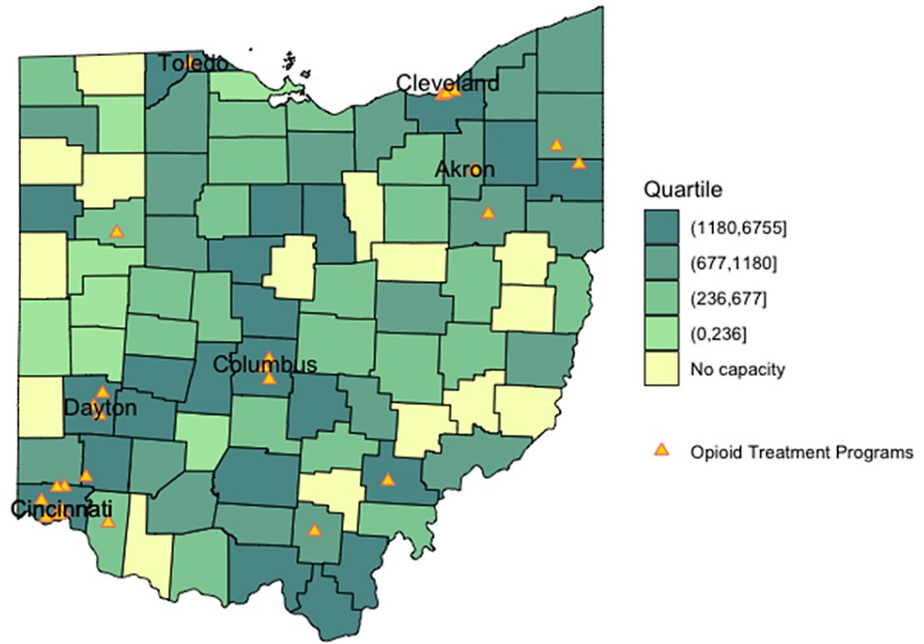 Toledo
Cleveland
Akron
Columbus
Dayton
Cincinnati
Quartile
(1180,6755]
(677,1180]
(236,677]
(0,236]
No capacity
Opioid Treatment Programs